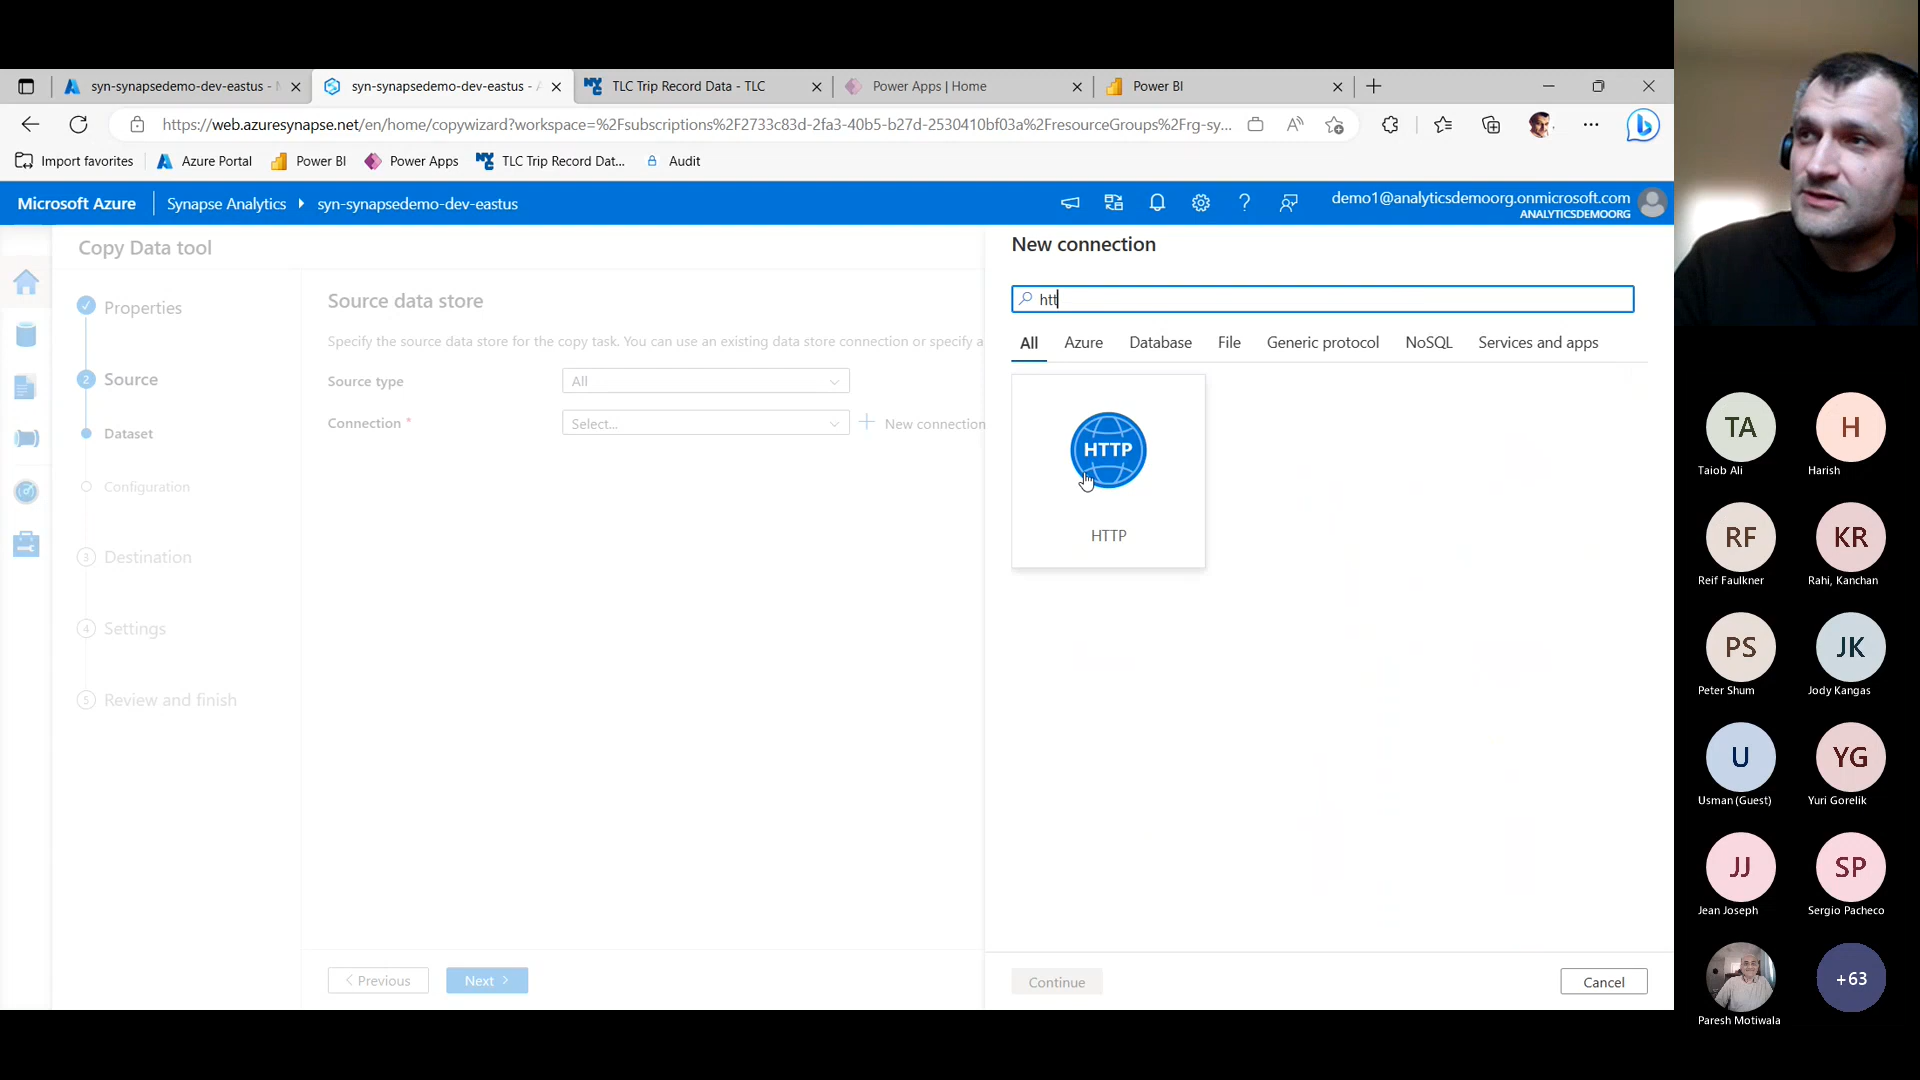 syn-synapsedemo-dev-eastus - M
syn-synapsedemo-dev-eastus - A
TLC Trip Record Data - TLC
Power Apps | Home
Power BI
https://web.azuresynapse.net/en/home/copywizard?workspace=%2Fsubscriptions%2F2733c83d-2fa3-40b5-b27d-2530410bf03a%2FresourceGroups%2Frg-sy...
Import favorites
Azure Portal
Power BI
Power Apps
TLC Trip Record Dat...
Audit
Microsoft Azure
Synapse Analytics
syn-synapsedemo-dev-eastus
demo1@analyticsdemoorg.onmicrosoft.com
ANALYTICSDEMOORG
Copy Data tool
Properties
2 Source
Dataset
Configuration
3 Destination
4 Settings
5 Review and finish
Source data store
Specify the source data store for the copy task. You can use an existing data store connection or specify a
Source type
All
Connection *
Select...
New connection
Previous
Next
New connection
htt
All
Azure
Database
File
Generic protocol
NoSQL
Services and apps
HTTP
HTTP
Continue
Cancel
TA
Taiob Ali
H
Harish
RF
Reif Faulkner
KR
Rahi, Kanchan
PS
Peter Shum
JK
Jody Kangas
U
Usman (Guest)
YG
Yuri Gorelik
JJ
Jean Joseph
SP
Sergio Pacheco
Paresh Motiwala
+63